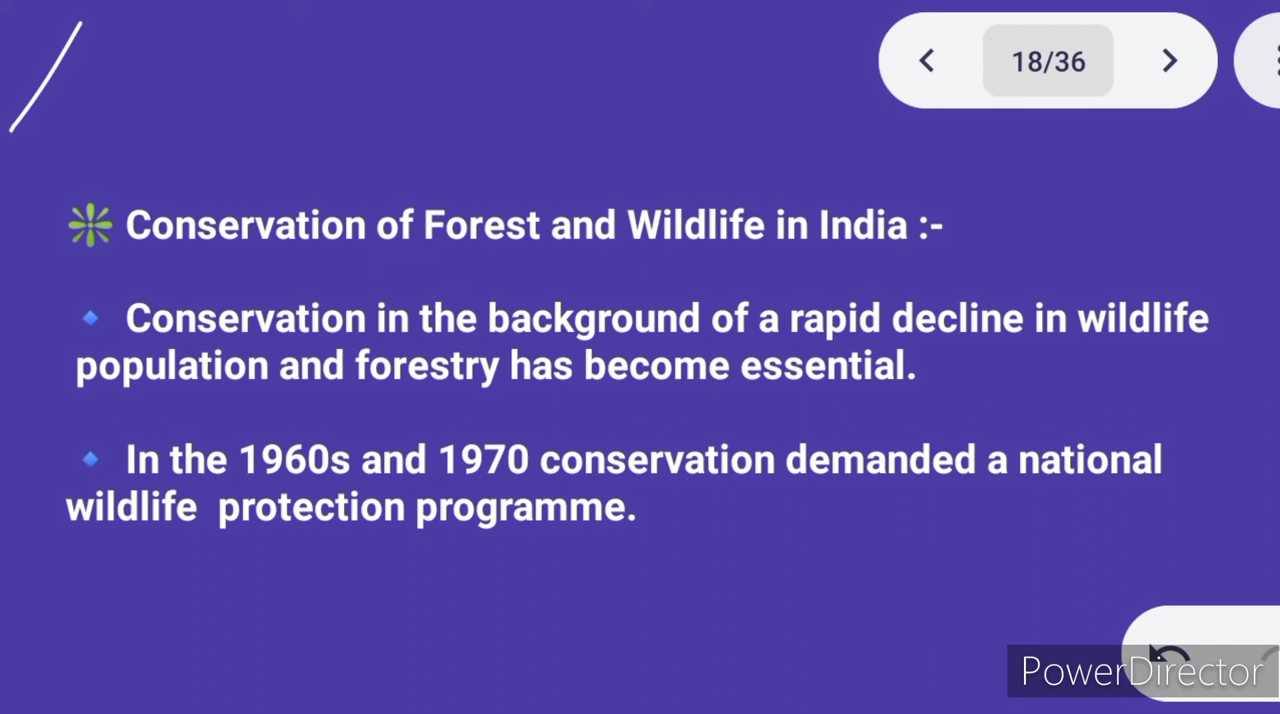 18/36
Conservation of Forest and Wildlife in India :-
Conservation in the background of a rapid decline in wildlife
population and forestry has become essential.
In the 1960s and 1970 conservation demanded a national
wildlife protection programme.
PowerDirector